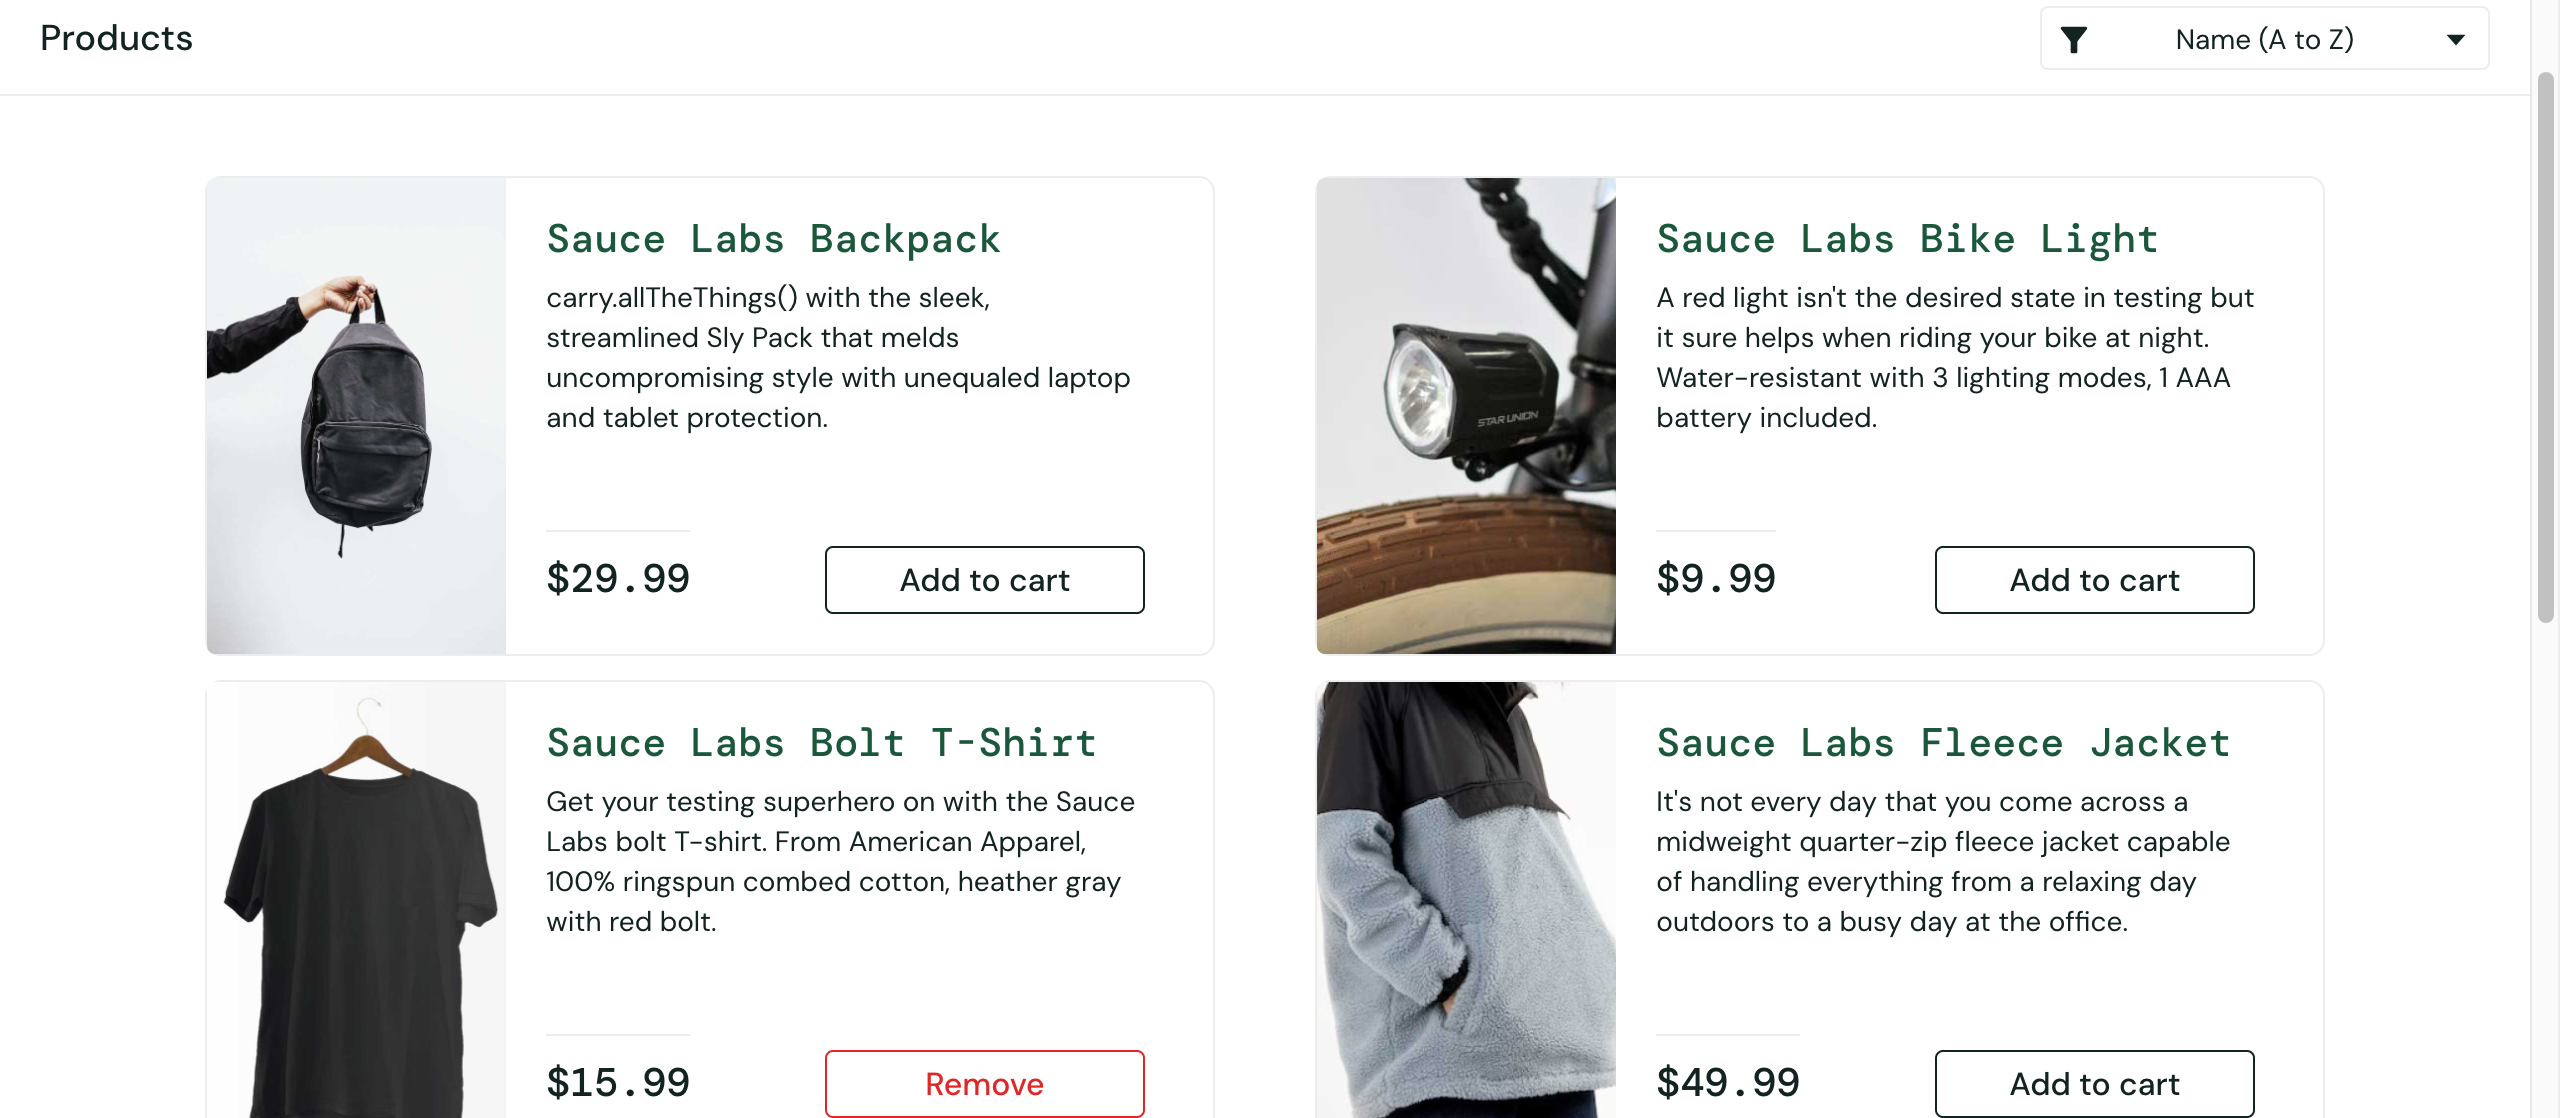 Products
Name (A to Z)
Sauce Labs Backpack
carry.allTheThings() with the sleek,
streamlined Sly Pack that melds
uncompromising style with unequaled laptop
and tablet protection.
$29.99
Add to cart
Sauce Labs Bike Light
A red light isn't the desired state in testing but
it sure helps when riding your bike at night.
Water-resistant with 3 lighting modes, 1 AAA
battery included.
STAR UNION
$9.99
Add to cart
Sauce Labs Bolt T-Shirt
Get your testing superhero on with the Sauce
Labs bolt T-shirt. From American Apparel,
100% ringspun combed cotton, heather gray
with red bolt.
$15.99
Remove
Sauce Labs Fleece Jacket
It's not every day that you come across a
midweight quarter-zip fleece jacket capable
of handling everything from a relaxing day
outdoors to a busy day at the office.
$49.99
Add to cart